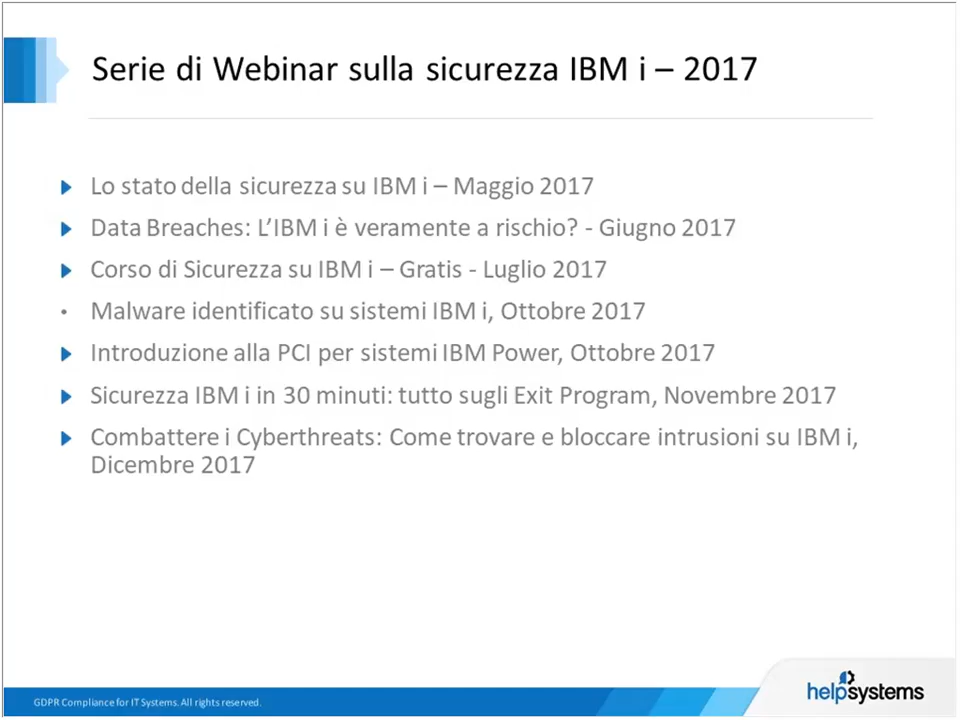 Serie di Webinar sulla sicurezza IBM i – 2017
Lo stato della sicurezza su IBM i – Maggio 2017
Data Breaches: L’IBM i è veramente a rischio? - Giugno 2017
Corso di Sicurezza su IBM i – Gratis - Luglio 2017
Malware identificato su sistemi IBM i, Ottobre 2017
Introduzione alla PCI per sistemi IBM Power, Ottobre 2017
Sicurezza IBM i in 30 minuti: tutto sugli Exit Program, Novembre 2017
Combattere i Cyberthreats: Come trovare e bloccare intrusioni su IBM i,
Dicembre 2017
GDPR Compliance for IT Systems. All rights reserved.
helpsystems